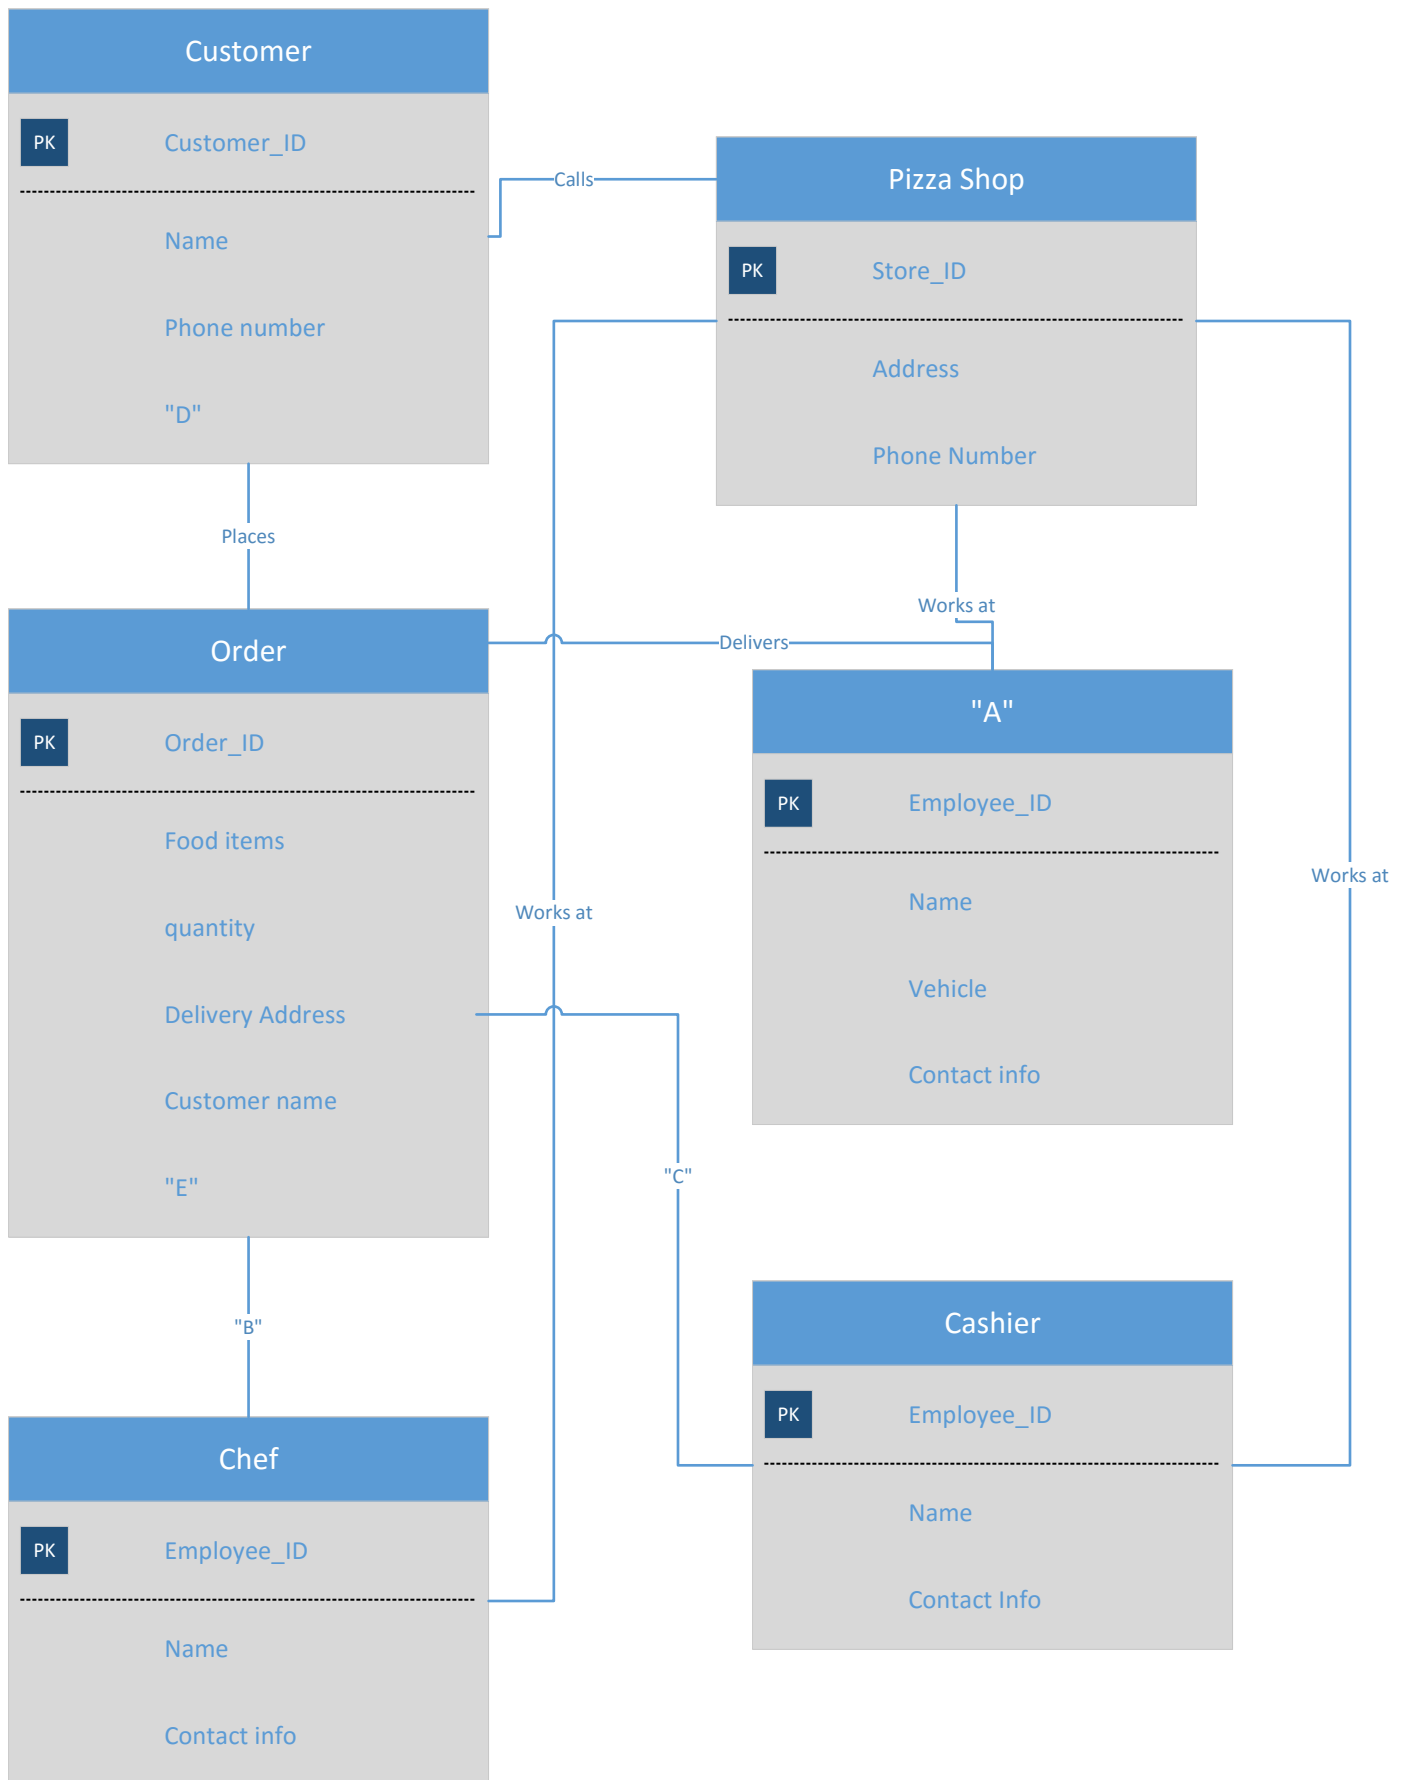 Customer
PK
Customer_ID
Name
Phone number
"D"
Calls
Pizza Shop
PK
Store_ID
Address
Phone Number
Places
Works at
Delivers
Order
PK
Order_ID
Food items
quantity
Delivery Address
Customer name
"E"
Works at
"A"
PK
Employee_ID
Name
Vehicle
Contact info
Works at
"C"
"B"
Cashier
PK
Employee_ID
Name
Contact Info
Chef
PK
Employee_ID
Name
Contact info